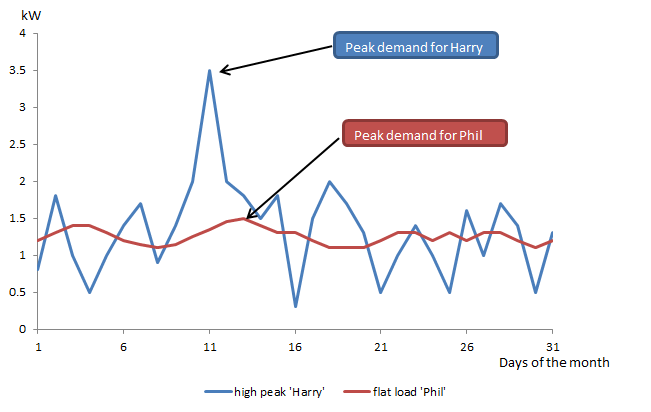 kW
Peak demand for Harry
Peak demand for Phil
4
3.5
3
2.5
2
1.5
1
0.5
0
1 6 11 16 21 26 31
Days of the month
high peak 'Harry' flat load 'Phil'